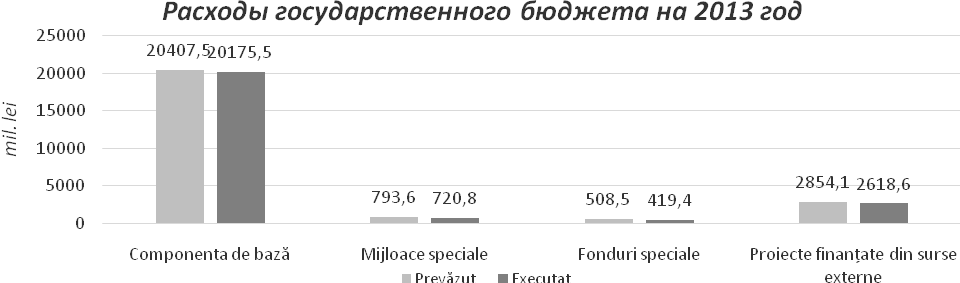 Расходы государственного бюджета на 2013 год
25000
20000
15000
10000
5000
0
mil. lei
20407,5 20175,5
793,6 720,8
508,5 419,4
2854,1 2618,6
Componenta de bază
Mijloace speciale
Fonduri speciale
Proiecte finanțate din surse
externe
Prevăzut Executat